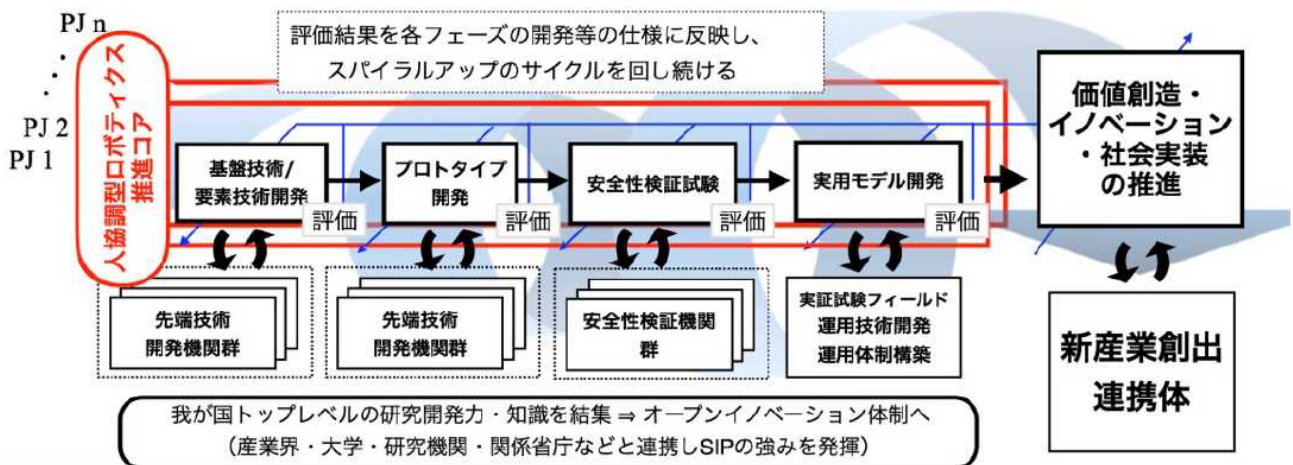 PJ n
PJ 2
PJ 1
人協調型ロボティクス
推進コア
評価結果を各フェーズの開発等の仕様に反映し、
スパイラルアップのサイクルを回し続ける
基盤技術/
要素技術開発
評価
プロトタイプ
開発
評価
安全性検証試験
評価
実用モデル開発
評価
価値創造・
イノベーション
・社会実装
の推進
先端技術
開発機関群
先端技術
開発機関群
安全性検証機関
群
実証試験フィールド
運用技術開発
運用体制構築
新産業創出
連携体
我が国トップレベルの研究開発力・知識を結集 ⇒ オープンイノベーション体制へ
（産業界・大学・研究機関・関係省庁などと連携しSIPの強みを発揮）